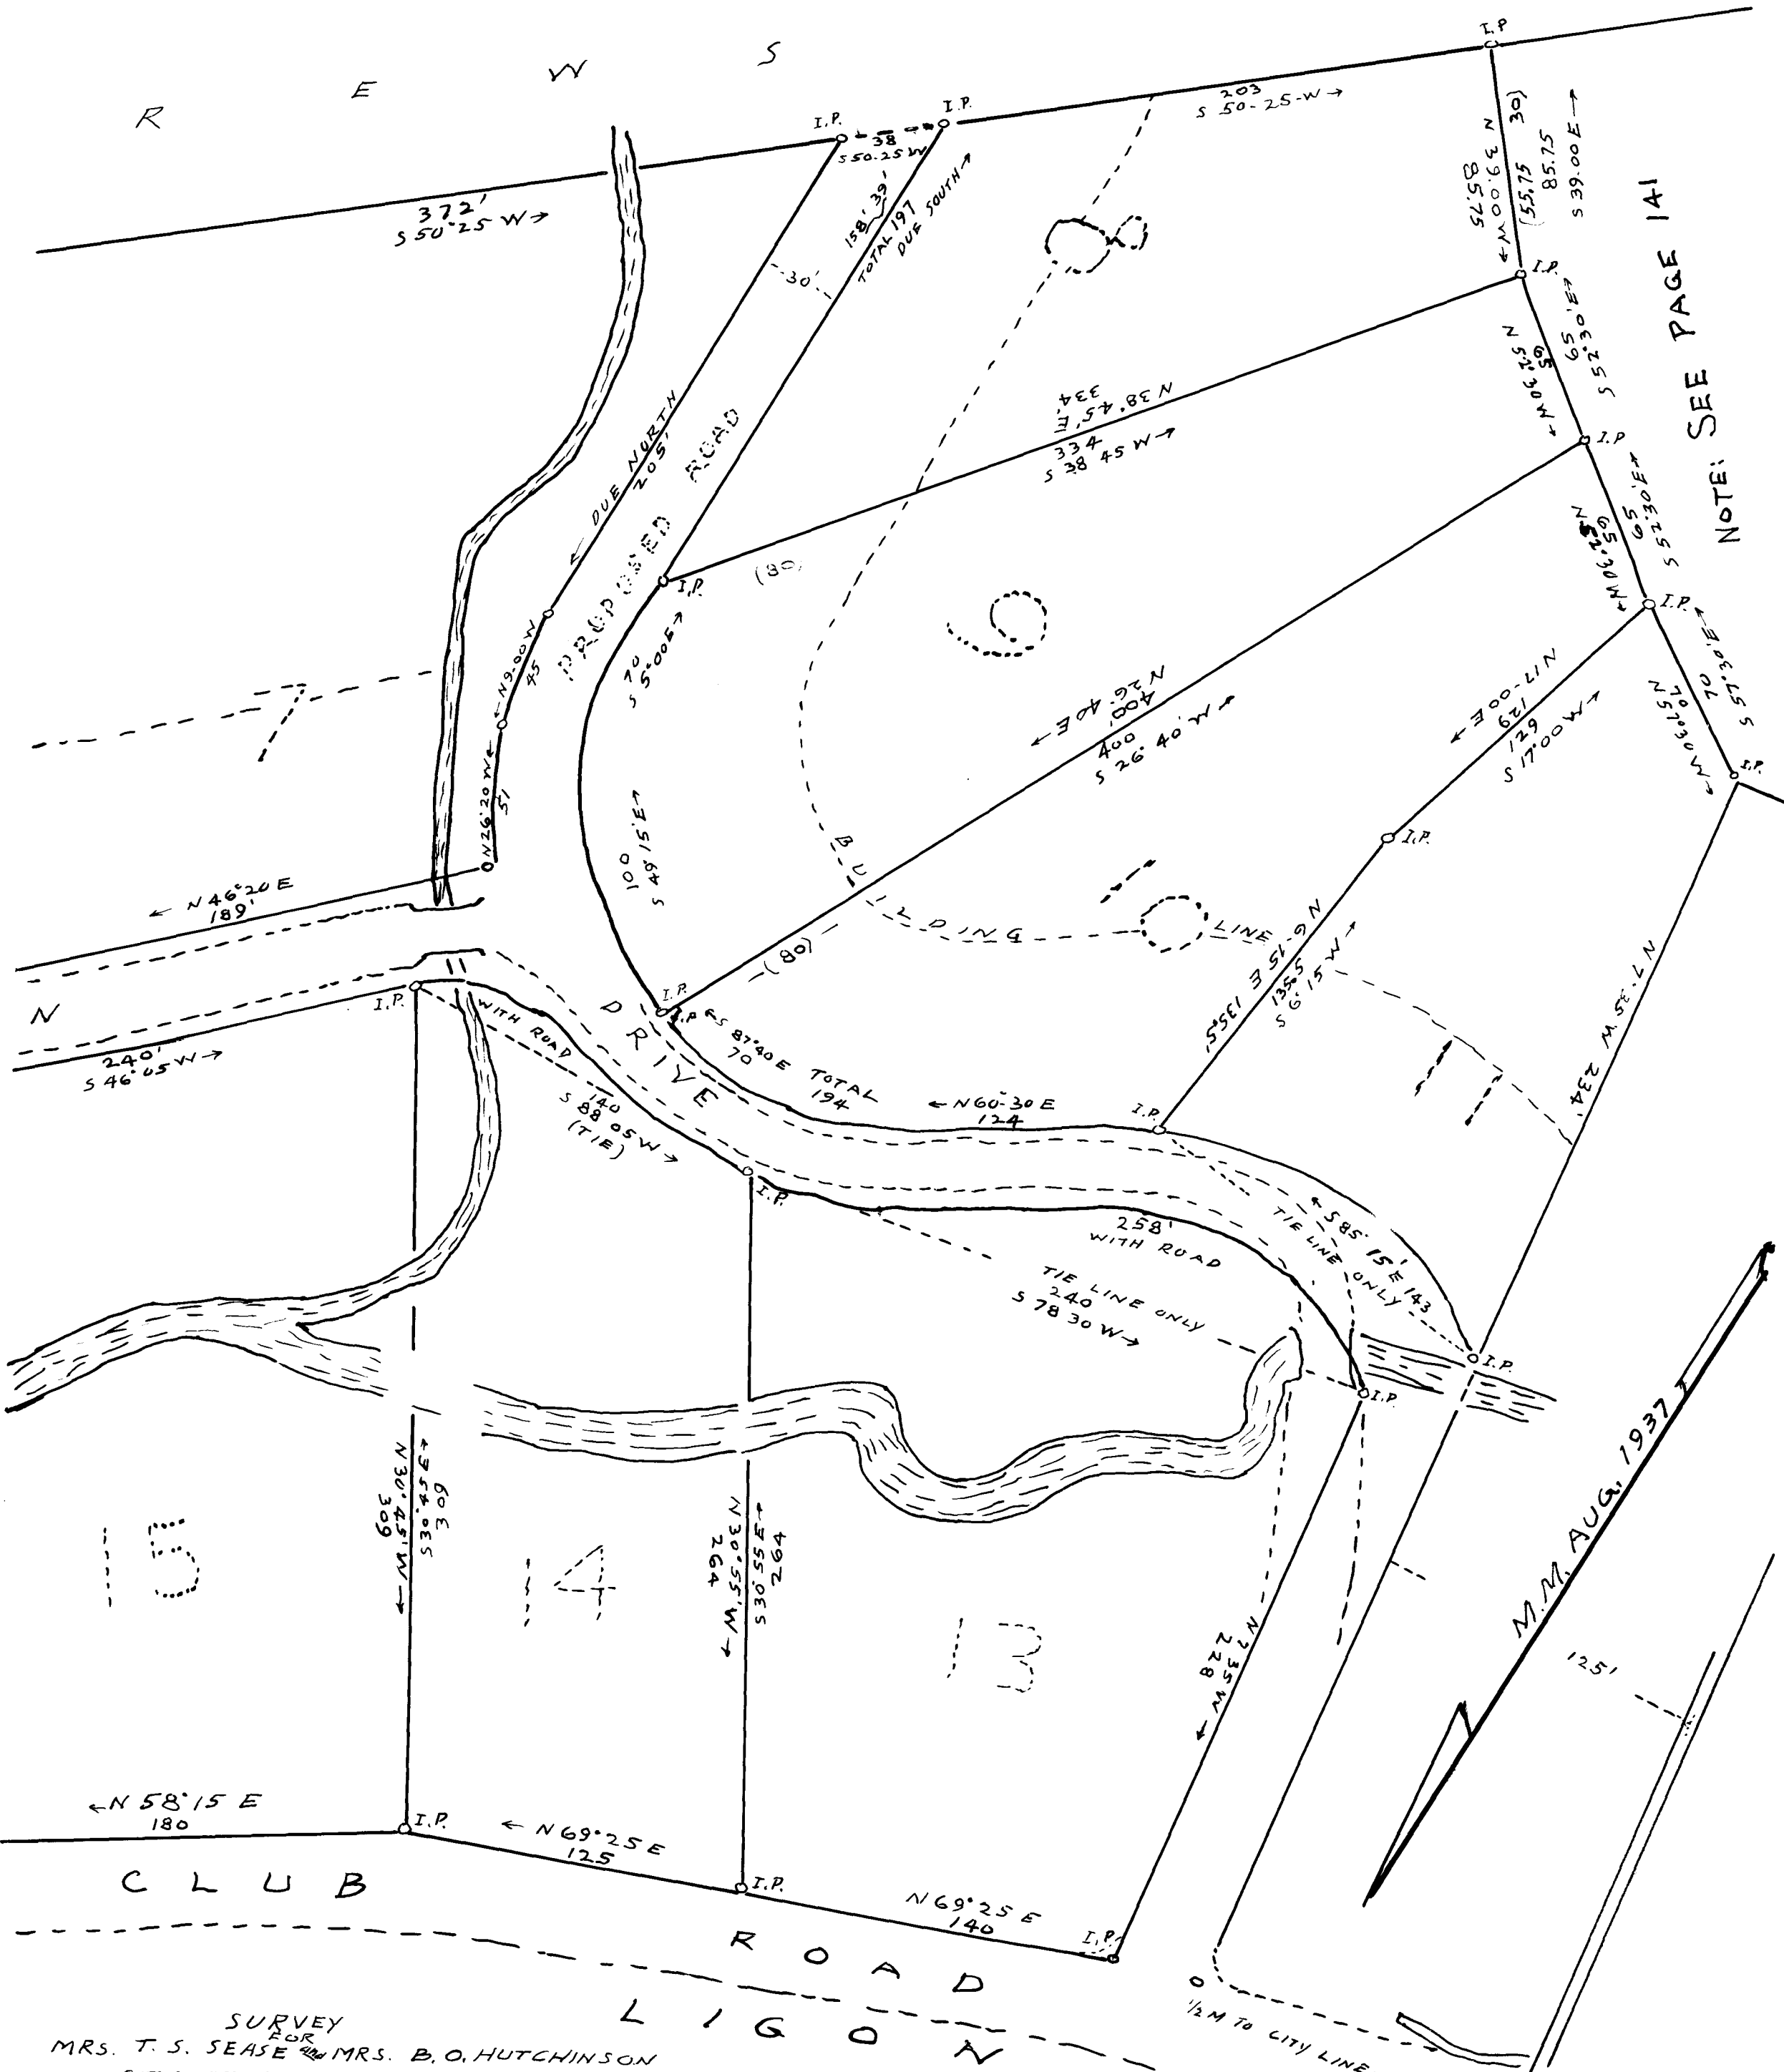 R E W S
I.P.
I.P.
I.P.
38
S 50.25 W
203
S 50-25-W →
372'
S 50°25 W →
158' 39'
TOTAL 197
DUE SOUTH →
30'
N 39.00 W →
85.75
(55.75 30)
85.75
S 39.00 E →
NOTE: SEE PAGE 141
8
I.P.
65
N 52°30 W →
S 52°30' E →
65
← DUE NORTH
205'
PROPOSED ROAD
N 38°45' E
334
334
S 38 45 W →
I.P.
I.P.
(80)
9
N 52°30 W →
65
S 52°30' E →
65
I.P.
← N 9-00 W
45
70
S 5°00 E →
7
N 26.20 W →
51
← N 26°40 E
400'
400
S 26°40 W →
← N 17-00 E
129
129
S 17.00 W →
N 57°30 W →
70
S 57°30' E →
70
I.P.
100
S 49.15 E →
I.P.
← N 46°20 E
189'
BUILDING LINE
10
N 6-15 E 135.5'
135.5
S 6°15 W →
N 7°35 W 234'
(80)
N
I.P.
I.P.
I.P.
WITH ROAD
DRIVE
240'
S 46°05 W →
← S 87°40 E
70
TOTAL
194
← N 60-30 E
124
I.P.
11
140
S 88 05 W →
(TIE)
I.P.
258'
WITH ROAD
← S 85°15' E 143
TIE LINE ONLY
TIE LINE ONLY
240
S 78 30 W →
I.P.
I.P.
N 30°45' W →
309
S 30.45 E →
309
N 30°55' W →
264
S 30°55 E →
264
15
14
13
N 7 35 W →
228
M.M. AUG. 1937
125'
← N 58°15 E
180
I.P.
← N 69°25 E
125
I.P.
N 69°25 E
140
I.P.
CLUB ROAD
LIGON
1/2 M TO CITY LINE
SURVEY
FOR
MRS. T. S. SEASE and MRS. B. O. HUTCHINSON